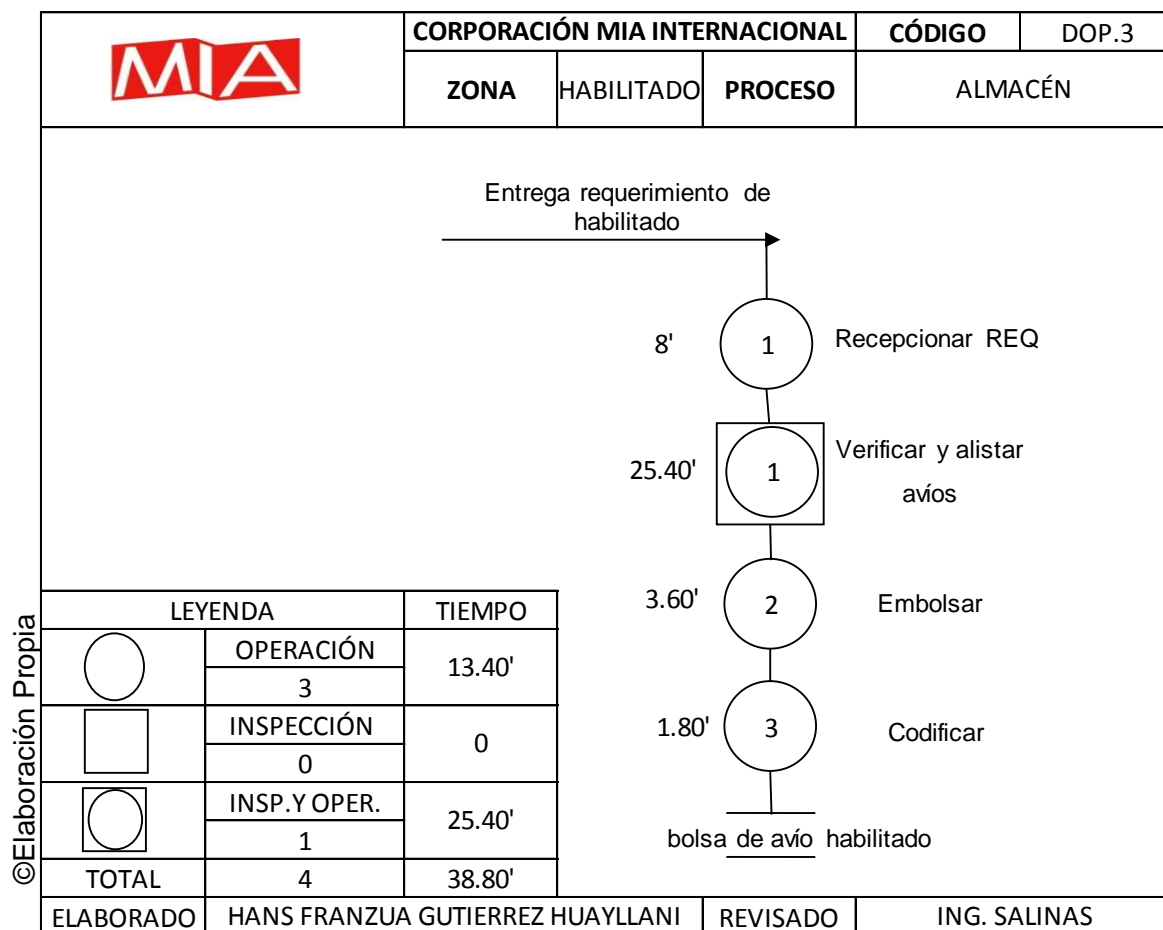 MIA
CORPORACIÓN MIA INTERNACIONAL
CÓDIGO
DOP.3
ZONA
HABILITADO
PROCESO
ALMACÉN
Entrega requerimiento de
habilitado
8'
1
Recepcionar REQ
25.40'
1
Verificar y alistar
avíos
3.60'
2
Embolsar
1.80'
3
Codificar
bolsa de avío habilitado
LEYENDA
TIEMPO
OPERACIÓN
3
13.40'
INSPECCIÓN
0
0
INSP.Y OPER.
1
25.40'
TOTAL
4
38.80'
ELABORADO
HANS FRANZUA GUTIERREZ HUAYLLANI
REVISADO
ING. SALINAS
©Elaboración Propia